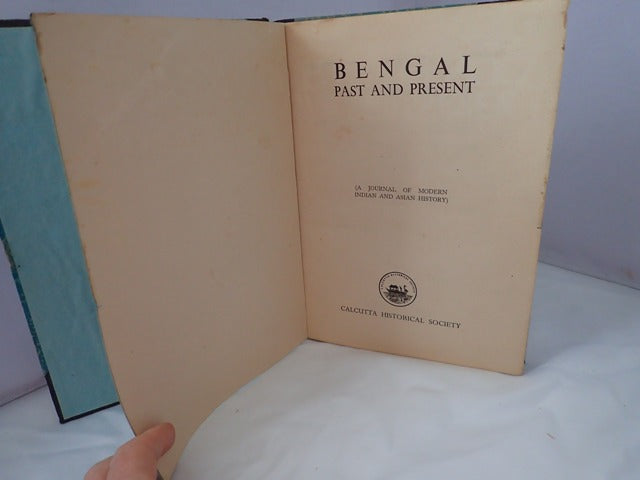 BENGAL
PAST AND PRESENT
(A JOURNAL OF MODERN
INDIAN AND ASIAN HISTORY)
CALCUTTA HISTORICAL SOCIETY